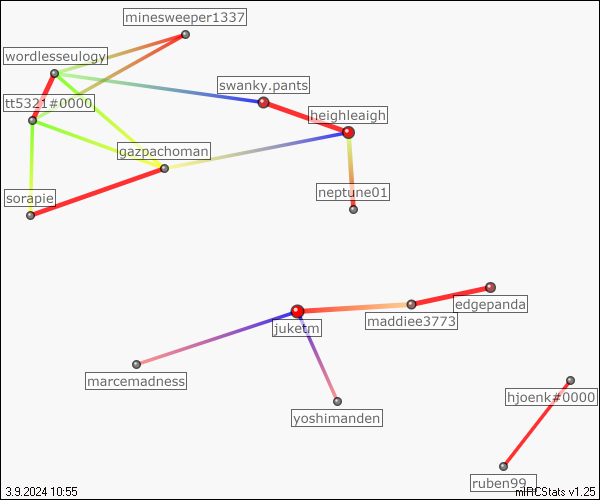 minesweeper1337
wordlesseulogy
swanky.pants
tt5321#0000
heighleaigh
gazpachoman
neptune01
sorapie
edgepanda
maddiee3773
juketm
marcemadness
hjoenk#0000
yoshimanden
ruben99_
3.9.2024 10:55
mIRCStats v1.25